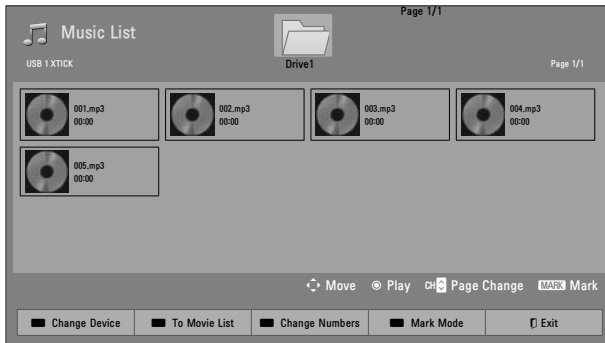 Page 1/1
Music List
USB 1 XTICK
Drive1
Page 1/1
001.mp3
00:00
002.mp3
00:00
003.mp3
00:00
004.mp3
00:00
005.mp3
00:00
Move Play CH Page Change MARK Mark
Change Device To Movie List Change Numbers Mark Mode Exit